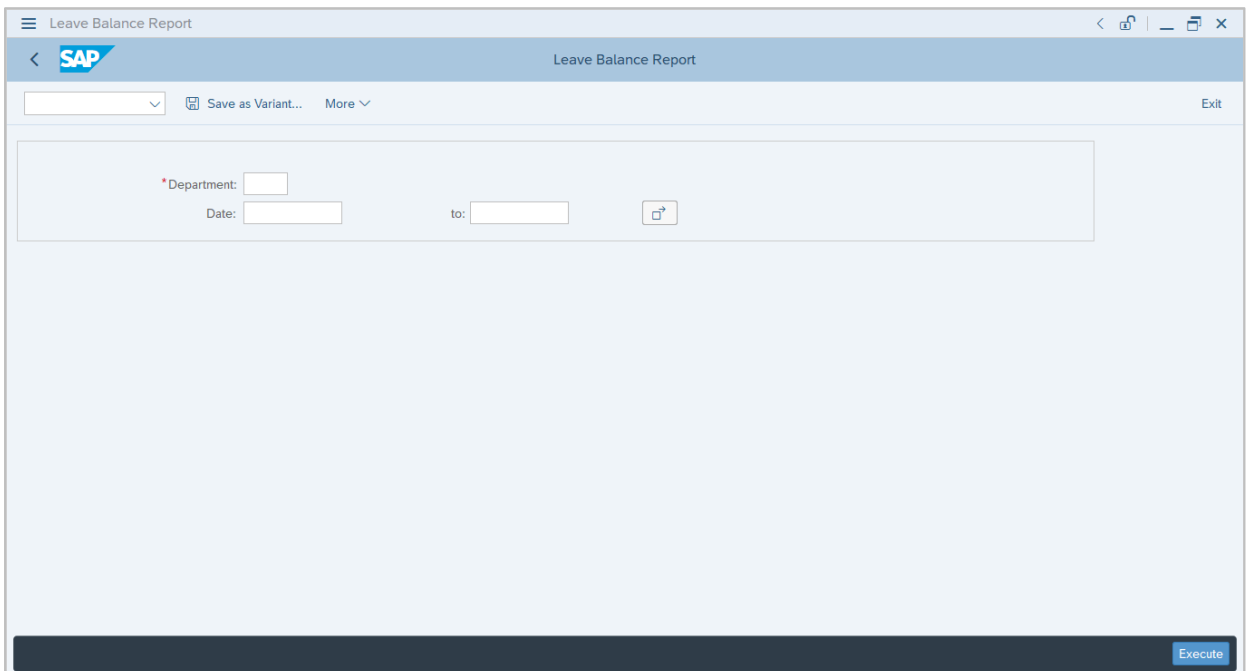 Leave Balance Report
SAP Leave Balance Report
Save as Variant... More Exit
*Department:
Date: to:
Execute